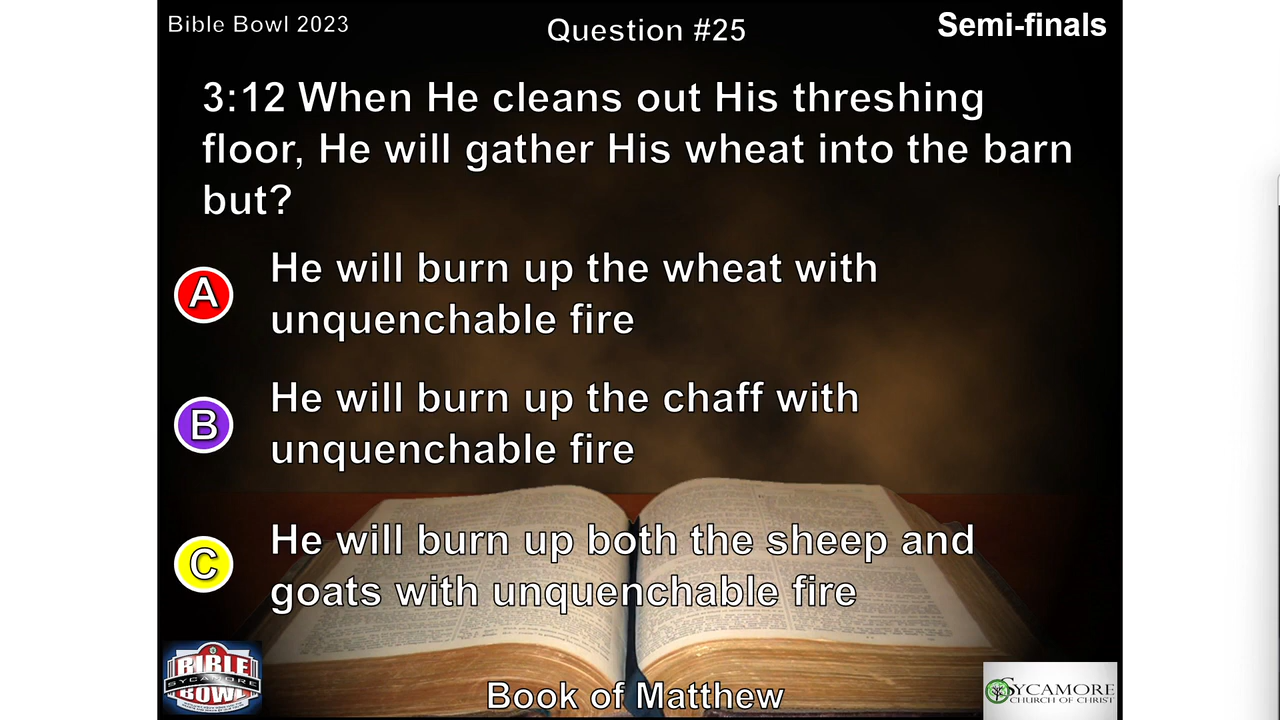 Bible Bowl 2023
Question #25
Semi-finals
3:12 When He cleans out His threshing
floor, He will gather His wheat into the barn
but?
A
He will burn up the wheat with
unquenchable fire
B
He will burn up the chaff with
unquenchable fire
C
He will burn up both the sheep and
goats with unquenchable fire
BIBLE
SYCAMORE
BOWL
Book of Matthew
SYCAMORE
CHURCH OF CHRIST